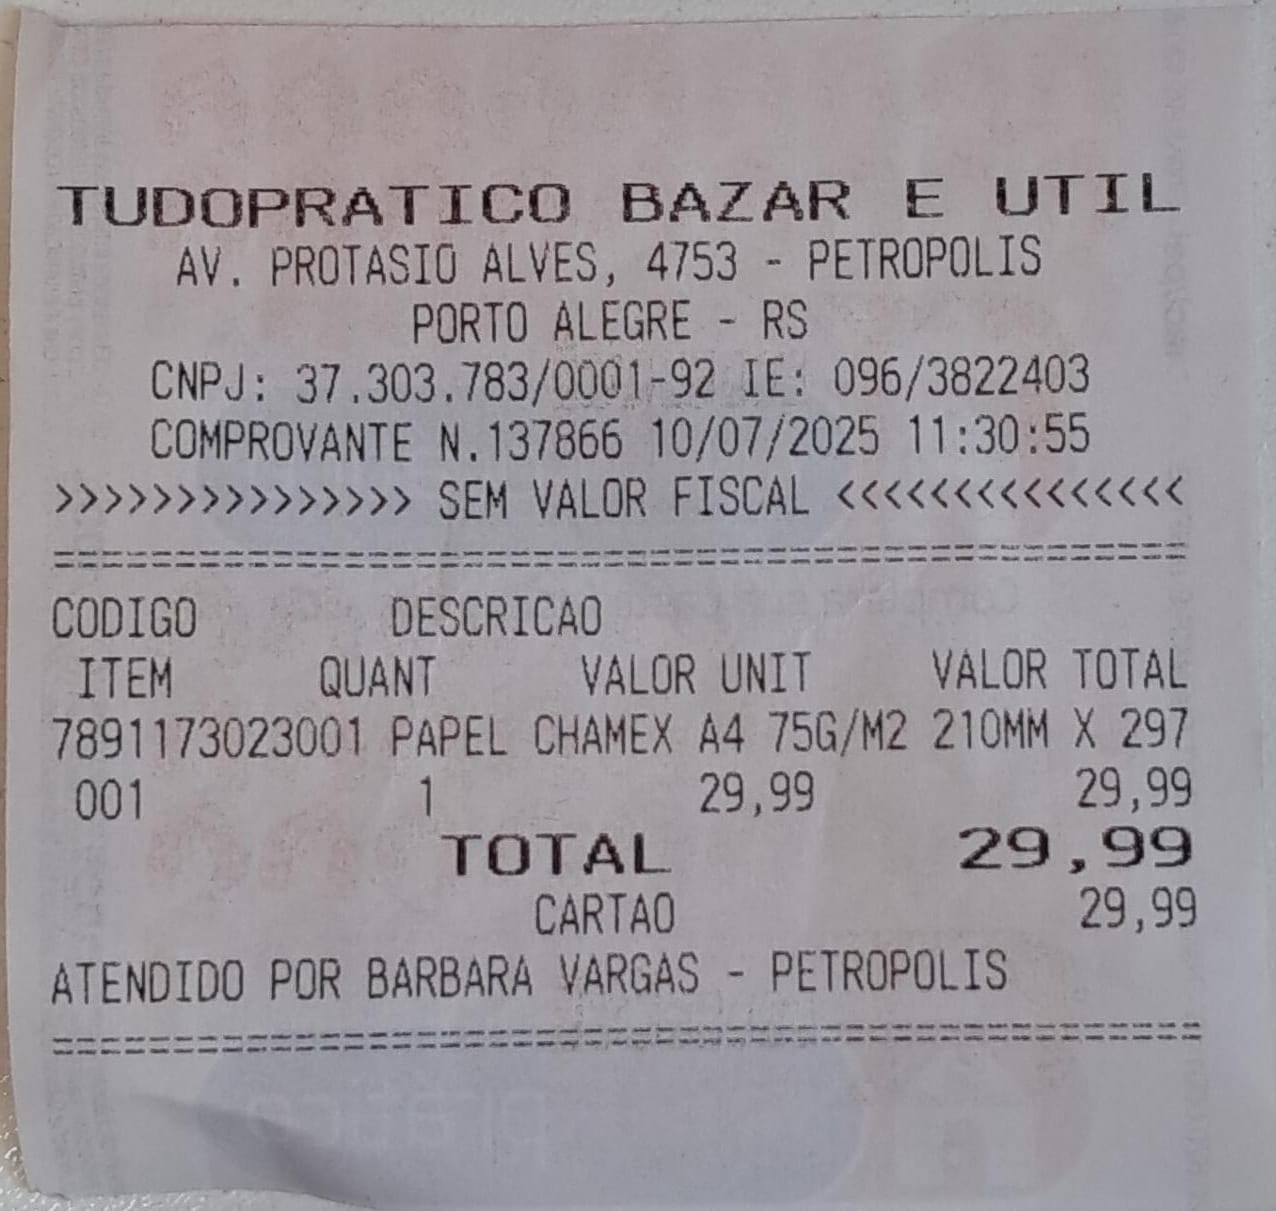 TUDOPRATICO BAZAR E UTIL
AV. PROTASIO ALVES, 4753 - PETROPOLIS
PORTO ALEGRE - RS
CNPJ: 37.303.783/0001-92 IE: 096/3822403
COMPROVANTE N.137866 10/07/2025 11:30:55
>>>>>>>>>>>>>>> SEM VALOR FISCAL <<<<<<<<<<<<<<<
================================================
CODIGO DESCRICAO
ITEM QUANT VALOR UNIT VALOR TOTAL
7891173023001 PAPEL CHAMEX A4 75G/M2 210MM X 297
001 1 29,99 29,99
TOTAL 29,99
CARTAO 29,99
ATENDIDO POR BARBARA VARGAS - PETROPOLIS
================================================